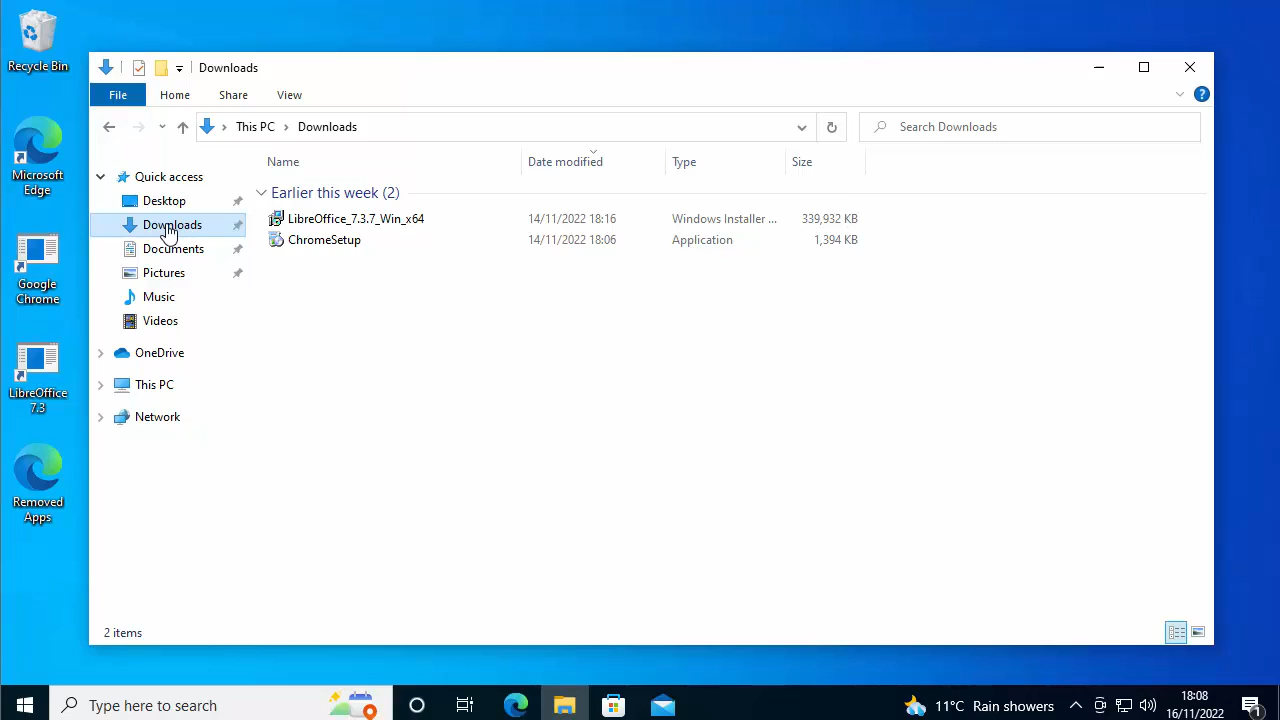 Recycle Bin
Microsoft
Edge
Google
Chrome
LibreOffice
7.3
Removed
Apps
Downloads
File
Home
Share
View
This PC
Downloads
Search Downloads
Name
Date modified
Type
Size
Quick access
Desktop
Downloads
Documents
Pictures
Music
Videos
OneDrive
This PC
Network
Earlier this week (2)
LibreOffice_7.3.7_Win_x64 14/11/2022 18:16 Windows Installer ... 339,932 KB
ChromeSetup 14/11/2022 18:06 Application 1,394 KB
2 items
Type here to search
11°C Rain showers
18:08
16/11/2022
1